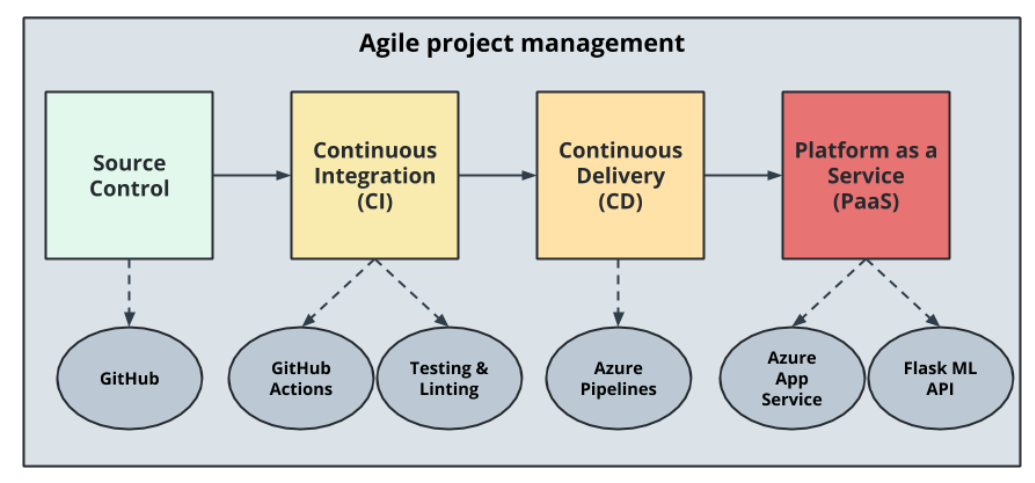 Agile project management
Source
Control
Continuous
Integration
(CI)
Continuous
Delivery
(CD)
Platform as a
Service
(PaaS)
GitHub
GitHub
Actions
Testing &
Linting
Azure
Pipelines
Azure
App
Service
Flask ML
API